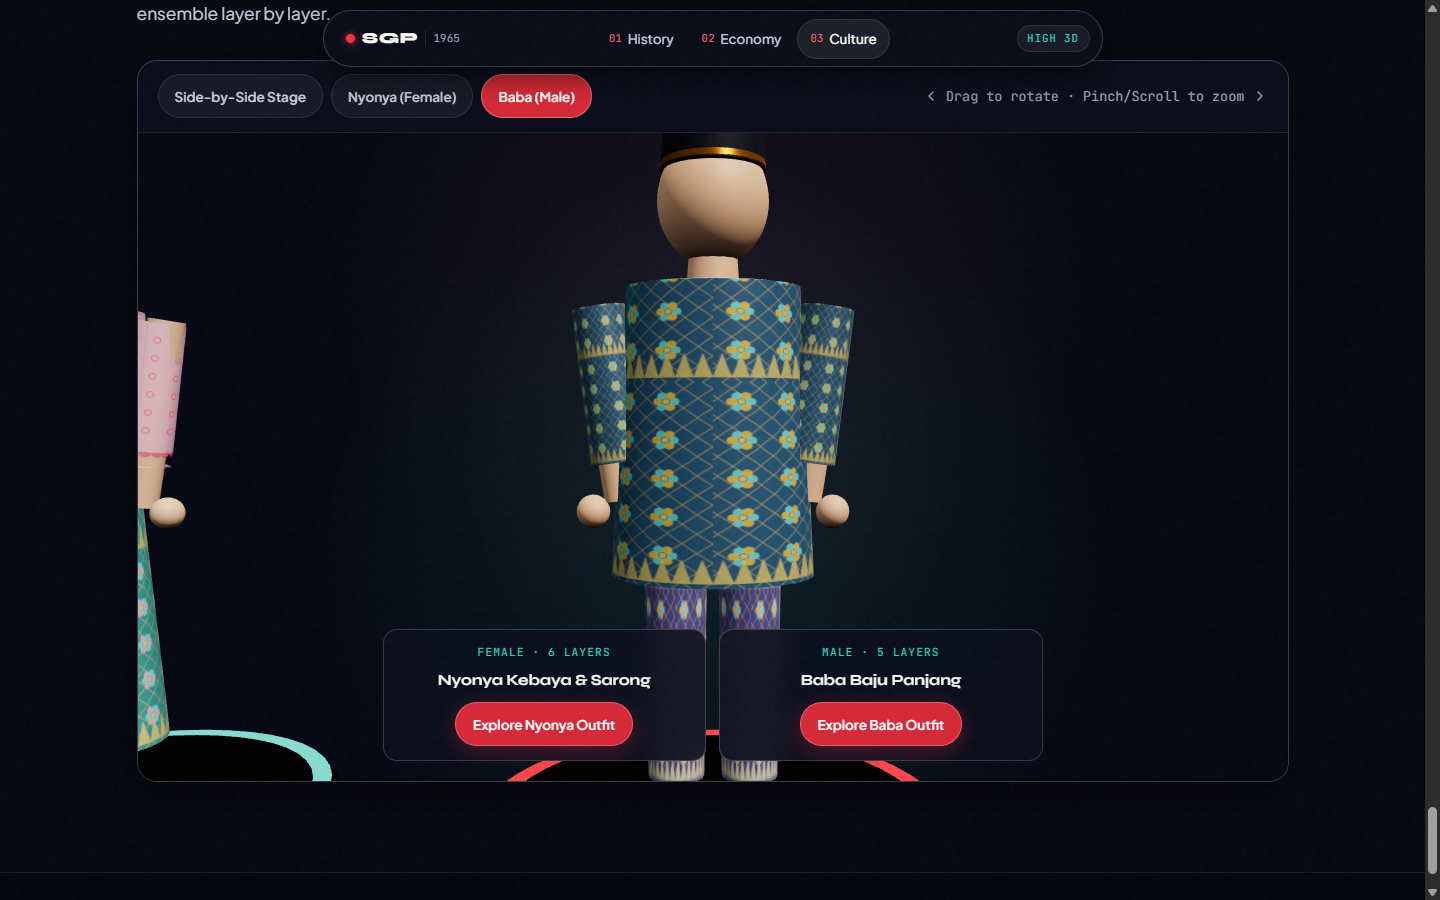 ensemble layer by layer.
SGP 1965
01 History 02 Economy 03 Culture
HIGH 3D
Side-by-Side Stage
Nyonya (Female)
Baba (Male)
Drag to rotate · Pinch/Scroll to zoom
FEMALE · 6 LAYERS
Nyonya Kebaya & Sarong
Explore Nyonya Outfit
MALE · 5 LAYERS
Baba Baju Panjang
Explore Baba Outfit